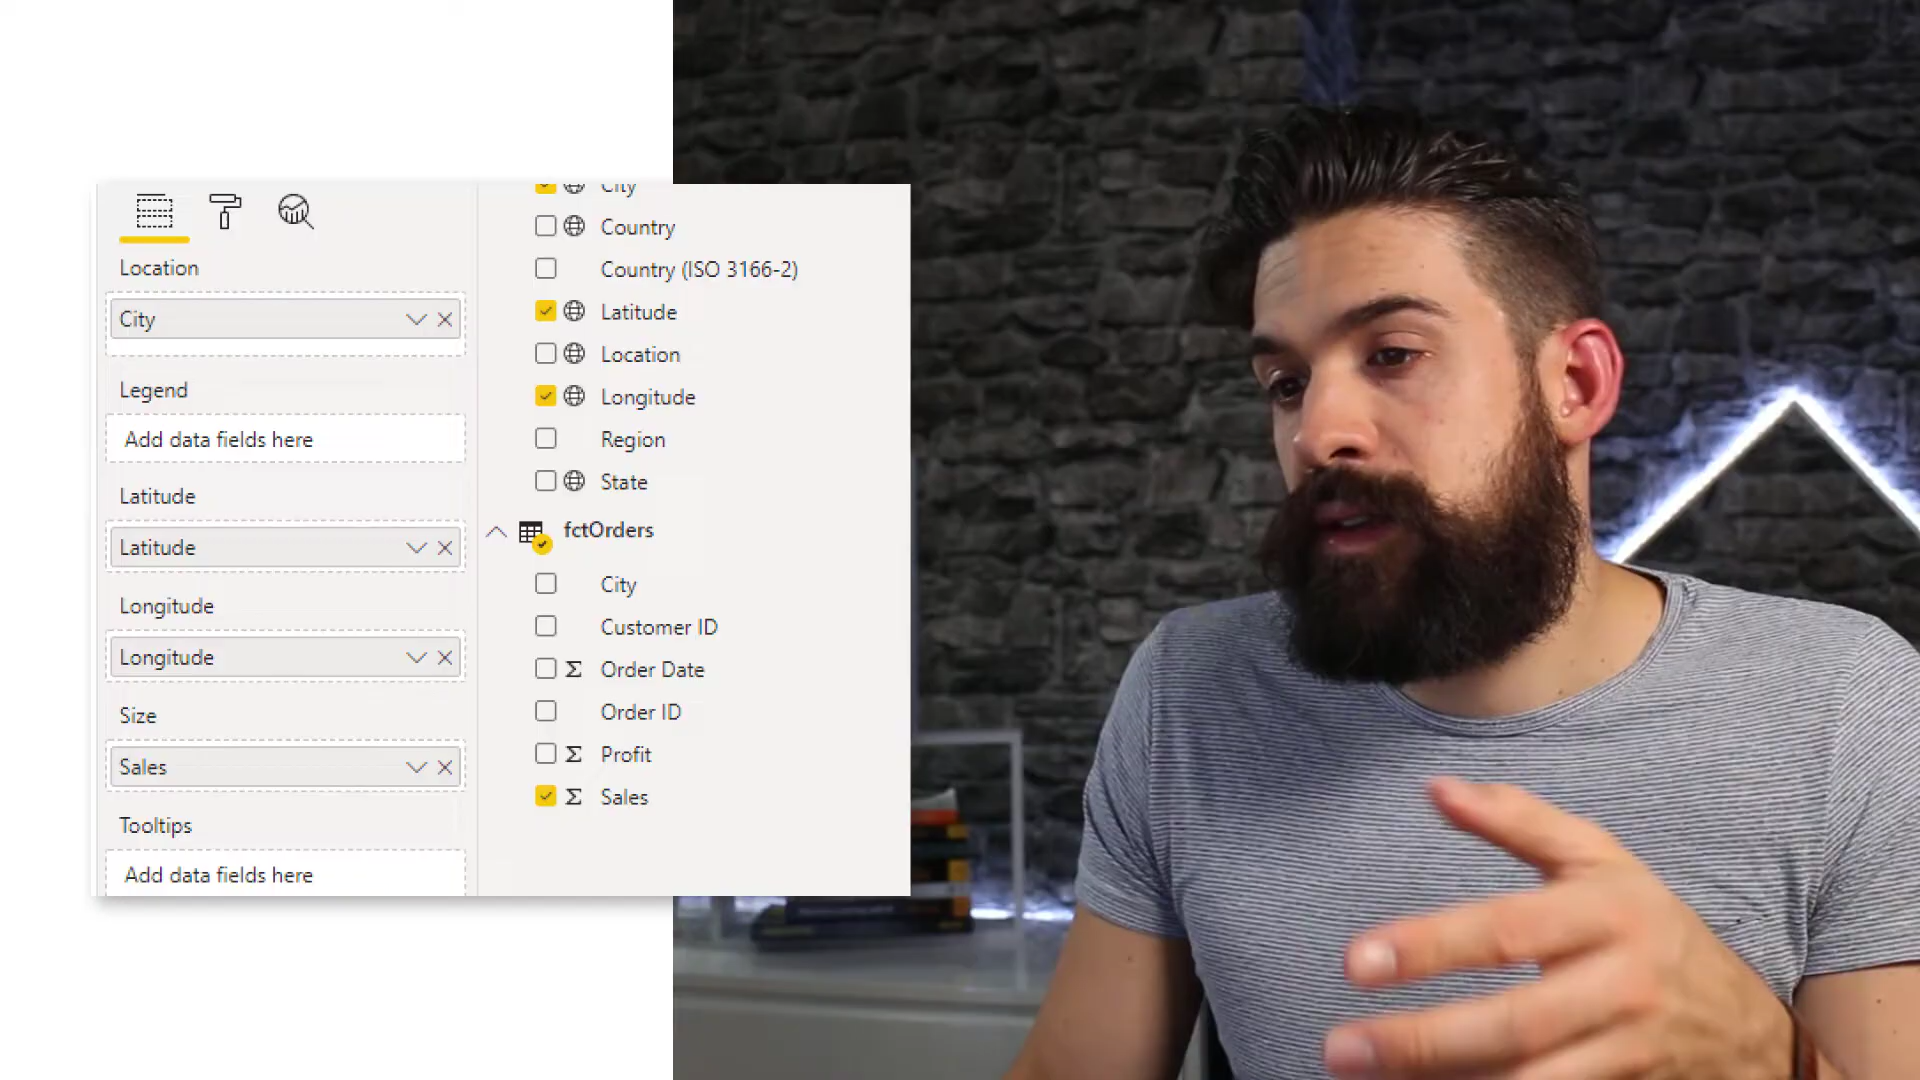 Location
City
Legend
Add data fields here
Latitude
Latitude
Longitude
Longitude
Size
Sales
Tooltips
Add data fields here
City
Country
Country (ISO 3166-2)
Latitude
Location
Longitude
Region
State
fctOrders
City
Customer ID
Order Date
Order ID
Profit
Sales